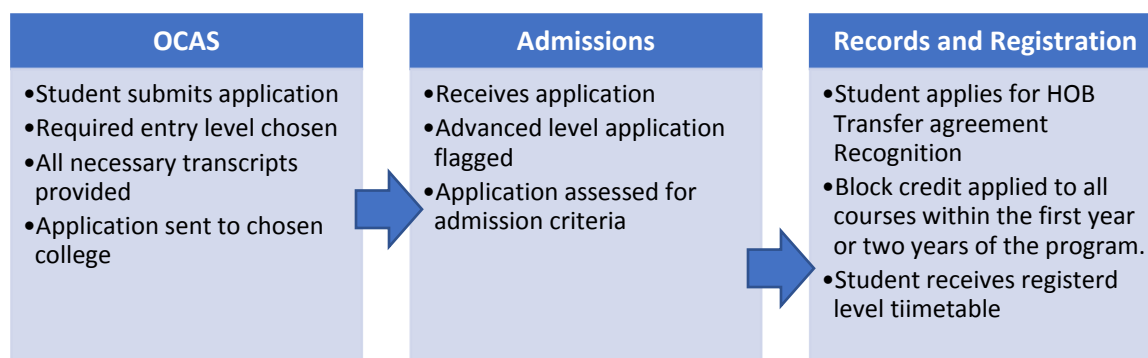 OCAS
•Student submits application
•Required entry level chosen
•All necessary transcripts
provided
•Application sent to chosen
college
Admissions
•Receives application
•Advanced level application
flagged
•Application assessed for
admission criteria
Records and Registration
•Student applies for HOB
Transfer agreement
Recognition
•Block credit applied to all
courses within the first year
or two years of the program.
•Student receives registerd
level tiimetable